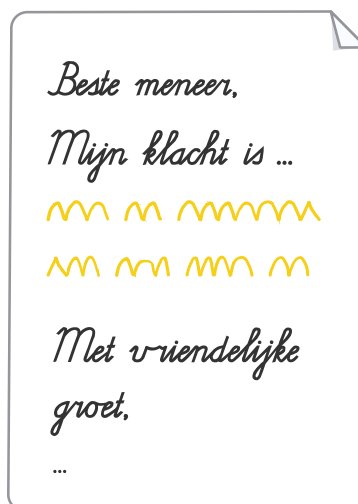 Beste meneer,
Mijn klacht is ...
Met vriendelijke
groet,
...